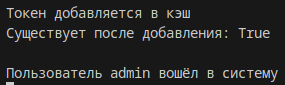 Токен добавляется в кэш
Существует после добавления: True
Пользователь admin вошёл в систему